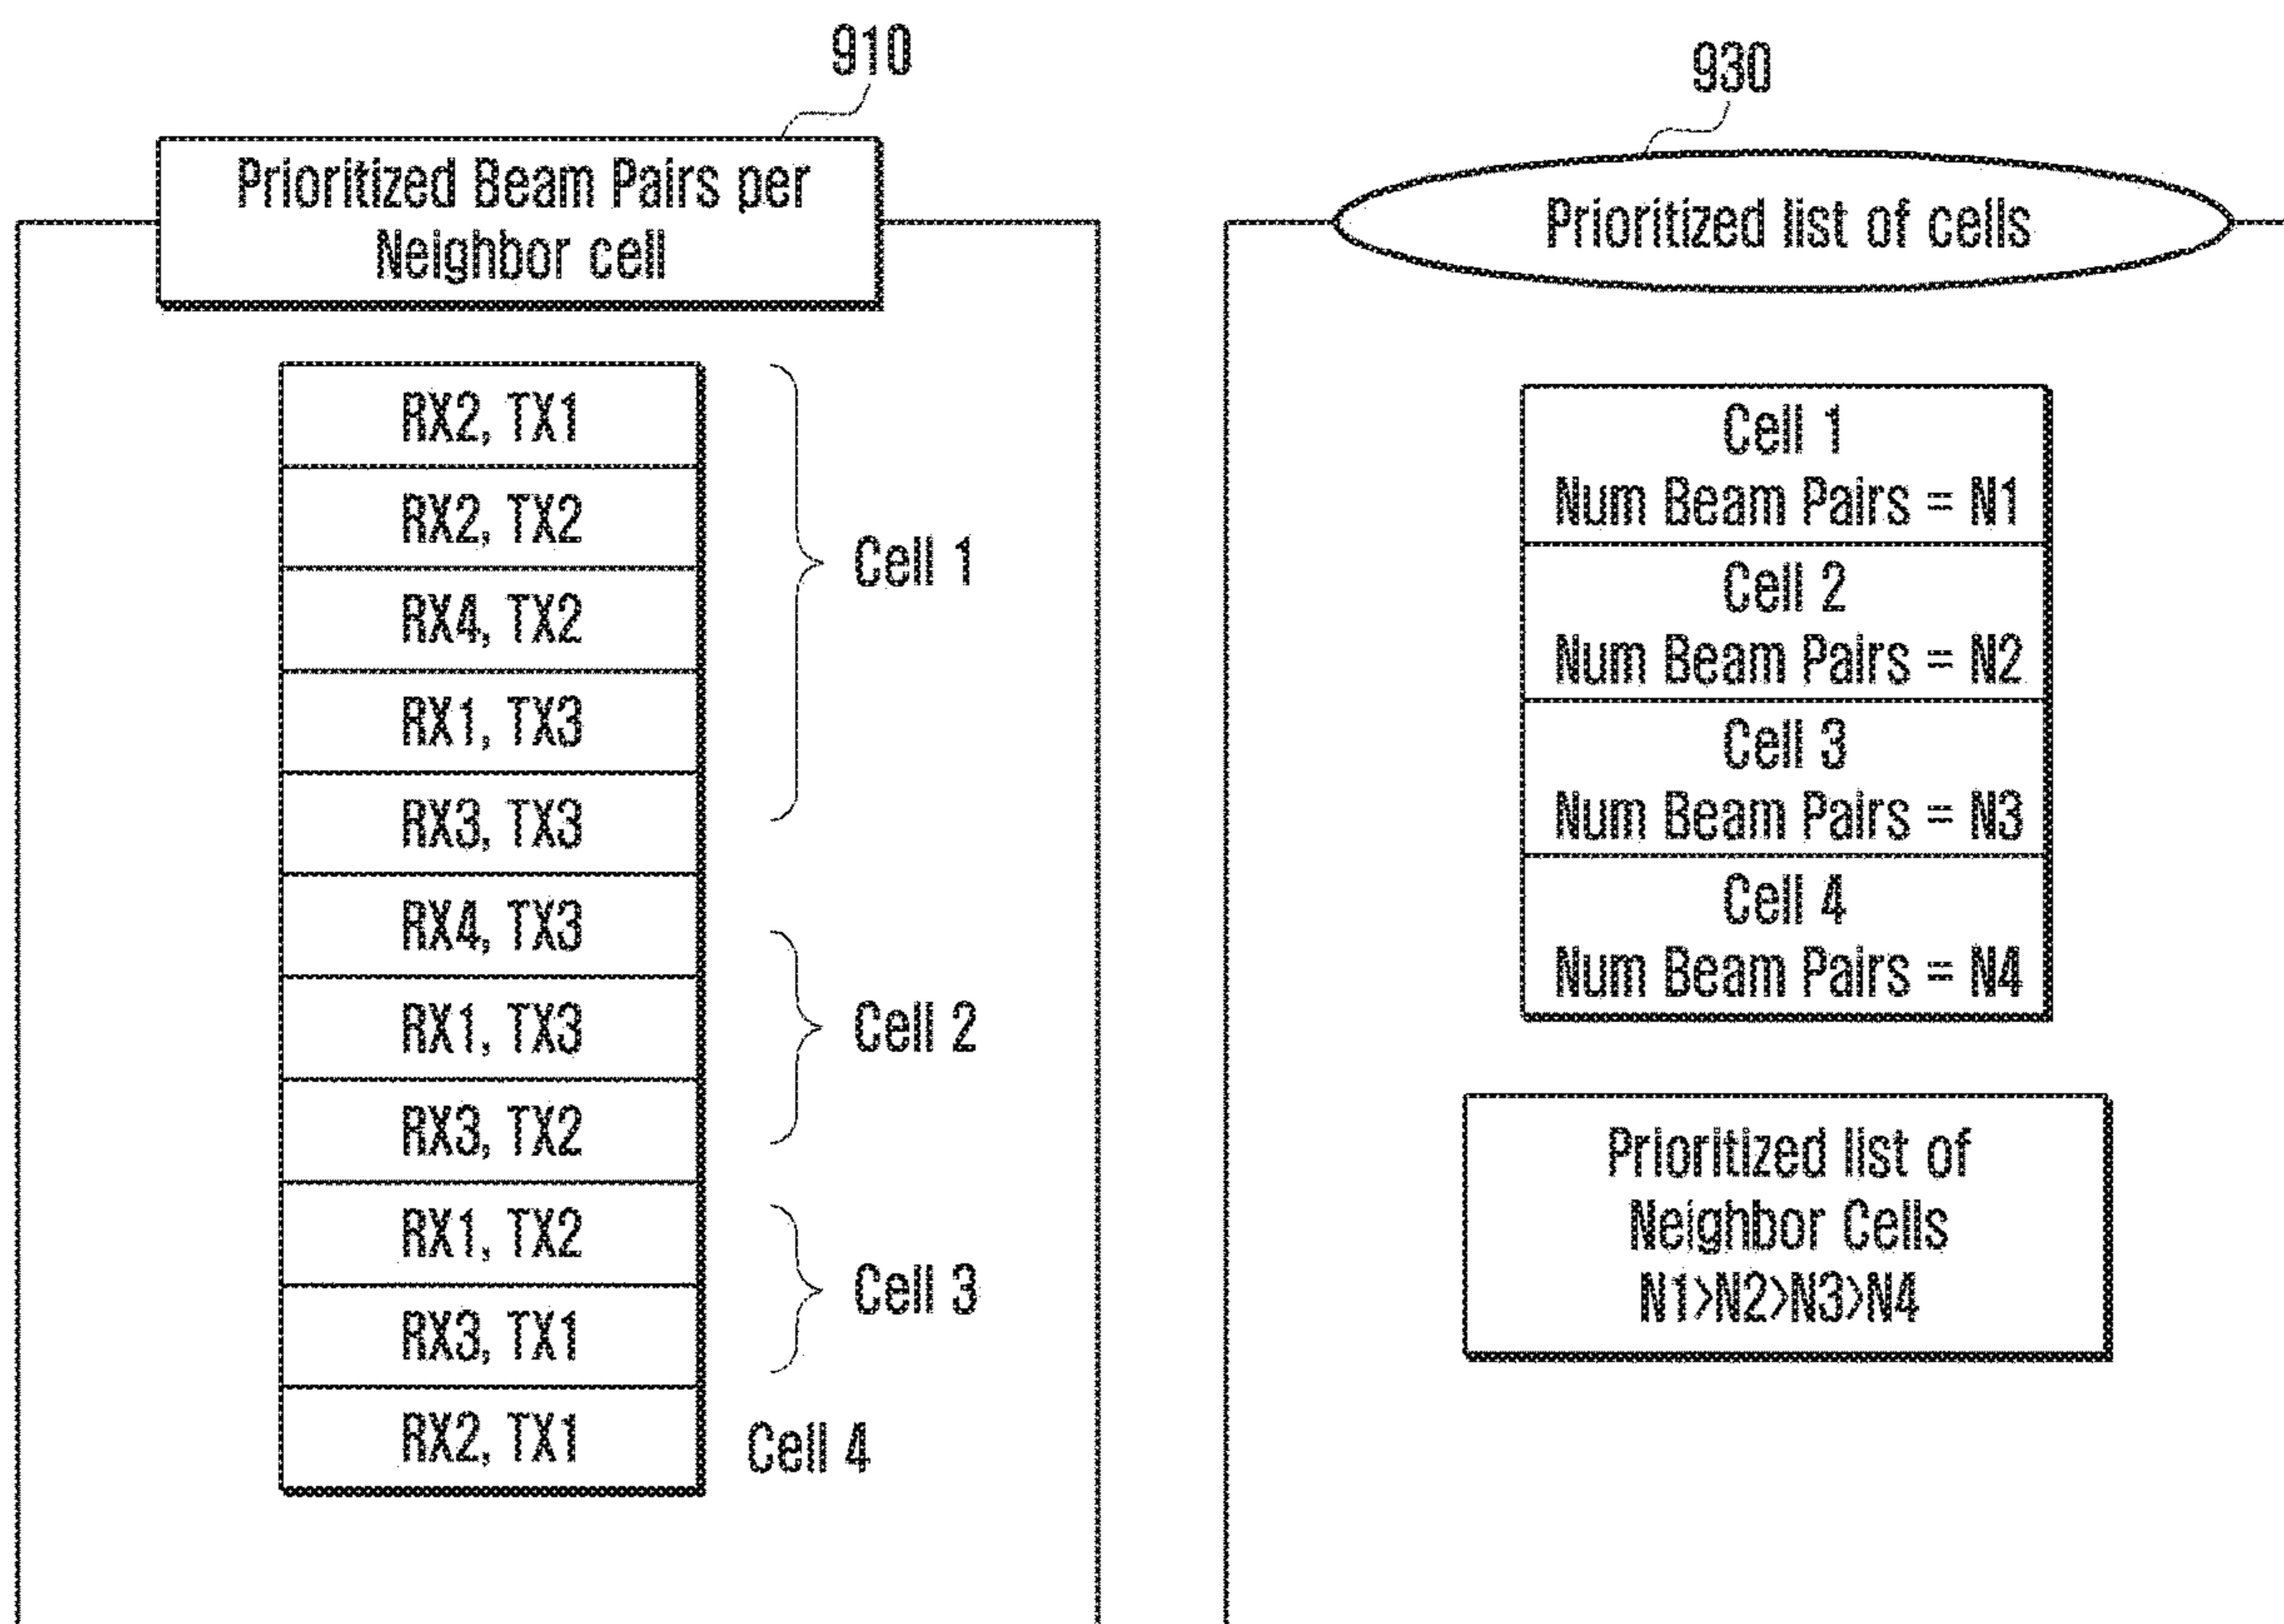 910
Prioritized Beam Pairs per
Neighbor cell
RX2, TX1
RX2, TX2
RX4, TX2
RX1, TX3
RX3, TX3
Cell 1
RX4, TX3
RX1, TX3
RX3, TX2
Cell 2
RX1, TX2
RX3, TX1
Cell 3
RX2, TX1
Cell 4
930
Prioritized list of cells
Cell 1
Num Beam Pairs = N1
Cell 2
Num Beam Pairs = N2
Cell 3
Num Beam Pairs = N3
Cell 4
Num Beam Pairs = N4
Prioritized list of
Neighbor Cells
N1>N2>N3>N4